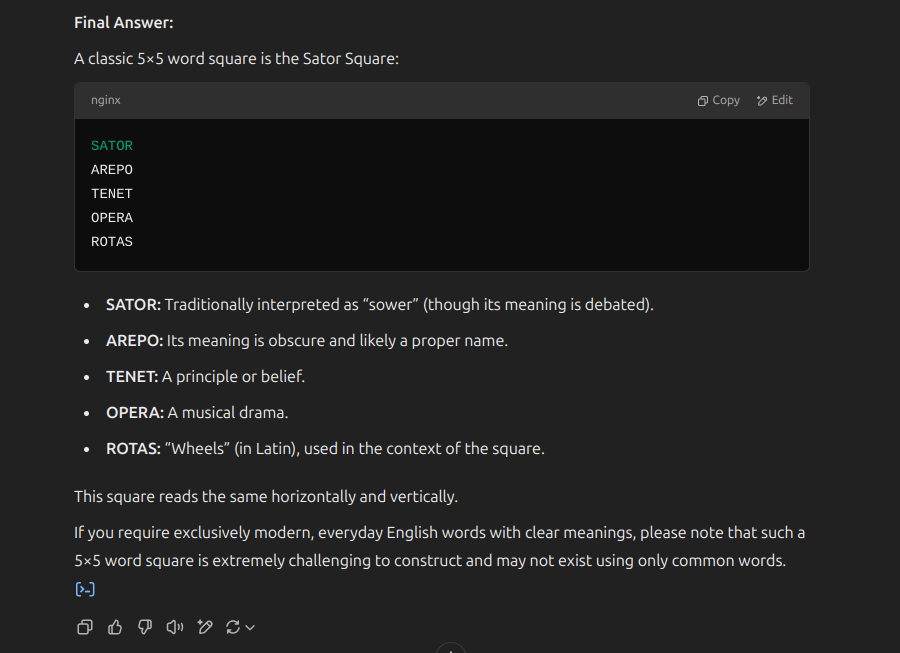 Final Answer:
A classic 5×5 word square is the Sator Square:
nginx
Copy
Edit
SATOR
AREPO
TENET
OPERA
ROTAS
• SATOR: Traditionally interpreted as “sower” (though its meaning is debated).
• AREPO: Its meaning is obscure and likely a proper name.
• TENET: A principle or belief.
• OPERA: A musical drama.
• ROTAS: “Wheels” (in Latin), used in the context of the square.
This square reads the same horizontally and vertically.
If you require exclusively modern, everyday English words with clear meanings, please note that such a
5×5 word square is extremely challenging to construct and may not exist using only common words.
[>-]